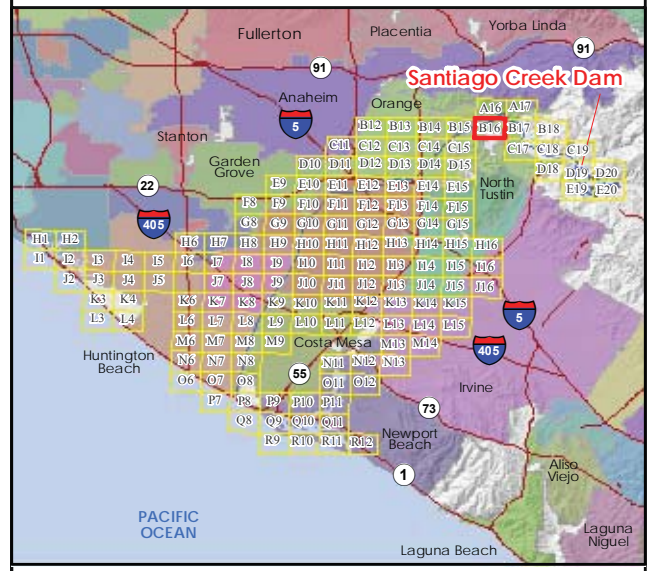 Fullerton
Placentia
Yorba Linda
91
91
Santiago Creek Dam
Anaheim
Orange
A16 A17
5
B12 B13 B14 B15 B16 B17 B18
Stanton
C11 C12 C13 C14 C15 C17 C18 C19
Garden
Grove
D10 D11 D12 D13 D14 D15 D18 D19 D20
North
Tustin
22
E9 E10 E11 E12 E13 E14 E15 E19 E20
F8 F9 F10 F11 F12 F13 F14 F15
405
G8 G9 G10 G11 G12 G13 G14 G15
H1 H2 H6 H7 H8 H9 H10 H11 H12 H13 H14 H15 H16
I1 I2 I3 I4 I5 I6 I7 I8 I9 I10 I11 I12 I13 I14 I15 I16
J2 J3 J4 J5 J7 J8 J9 J10 J11 J12 J13 J14 J15 J16
K3 K4 K6 K7 K8 K9 K10 K11 K12 K13 K14 K15
5
L3 L4 L6 L7 L8 L9 L10 L11 L12 L13 L14 L15
M6 M7 M8 M9 Costa Mesa M13 M14
405
Huntington
Beach
N6 N7 N8 N11 N12 N13
55
O6 O7 O8 O11 O12
Irvine
P7 P8 P9 P10 P11
73
Q8 Q9 Q10 Q11
Newport
Beach
R9 R10 R11 R12
1
Aliso
Viejo
PACIFIC
OCEAN
Laguna
Niguel
Laguna Beach